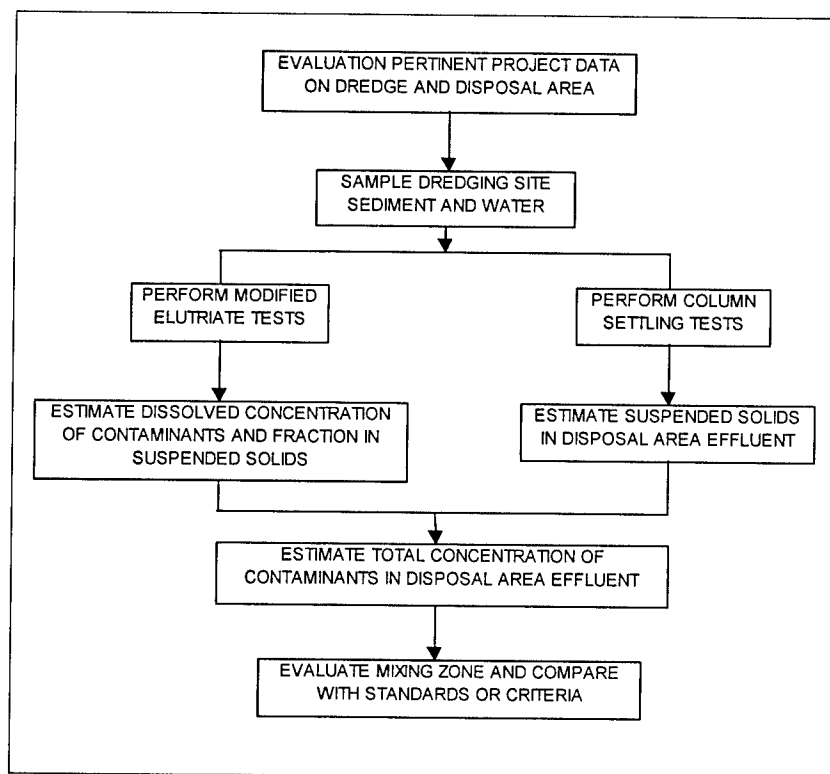 EVALUATION PERTINENT PROJECT DATA
ON DREDGE AND DISPOSAL AREA
SAMPLE DREDGING SITE
SEDIMENT AND WATER
PERFORM MODIFIED
ELUTRIATE TESTS
PERFORM COLUMN
SETTLING TESTS
ESTIMATE DISSOLVED CONCENTRATION
OF CONTAMINANTS AND FRACTION IN
SUSPENDED SOLIDS
ESTIMATE SUSPENDED SOLIDS
IN DISPOSAL AREA EFFLUENT
ESTIMATE TOTAL CONCENTRATION OF
CONTAMINANTS IN DISPOSAL AREA EFFLUENT
EVALUATE MIXING ZONE AND COMPARE
WITH STANDARDS OR CRITERIA